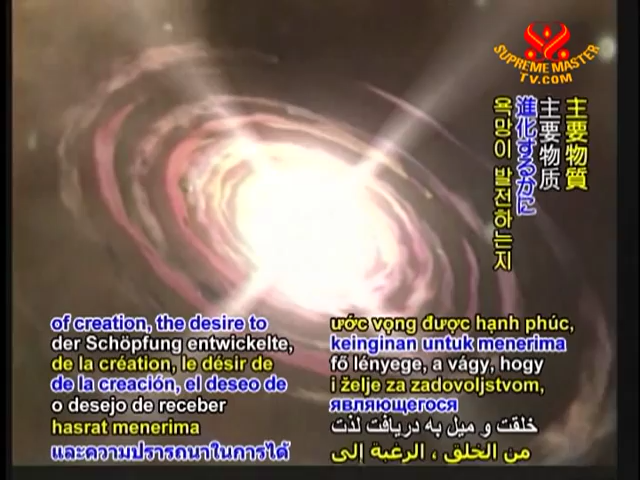 SUPREME MASTER
TV.COM
主要物質
主要物质
進化するかに
욕망이 발전하는지
of creation, the desire to
der Schöpfung entwickelte,
de la création, le désir de
de la creación, el deseo de
o desejo de receber
hasrat menerima
และความปรารถนาในการได้
ước vọng được hạnh phúc,
keinginan untuk menerima
fő lényege, a vágy, hogy
i želje za zadovoljstvom,
являющегося
خلقت و میل به دریافت لذت
من الخلق ، الرغبة إلى